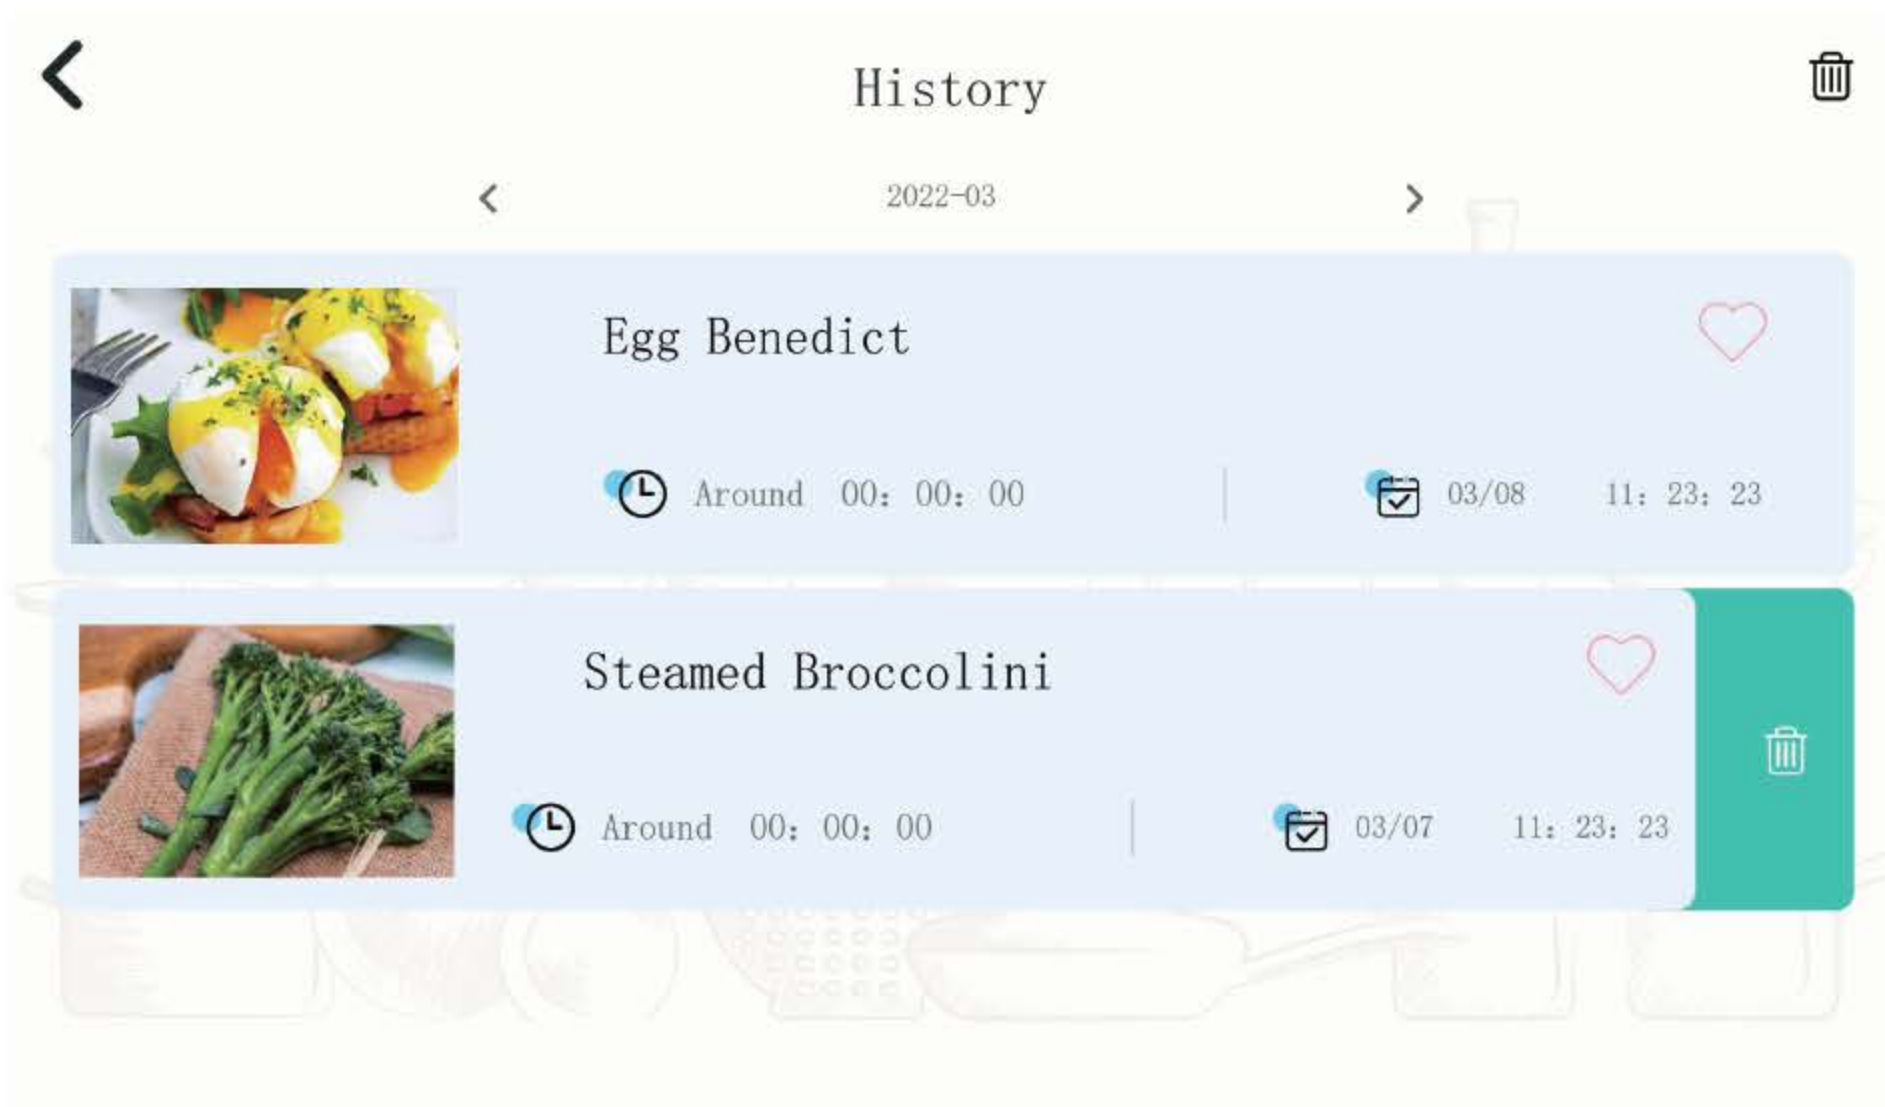 History
2022-03
Egg Benedict
Around 00: 00: 00
03/08 11: 23: 23
Steamed Broccolini
Around 00: 00: 00
03/07 11: 23: 23